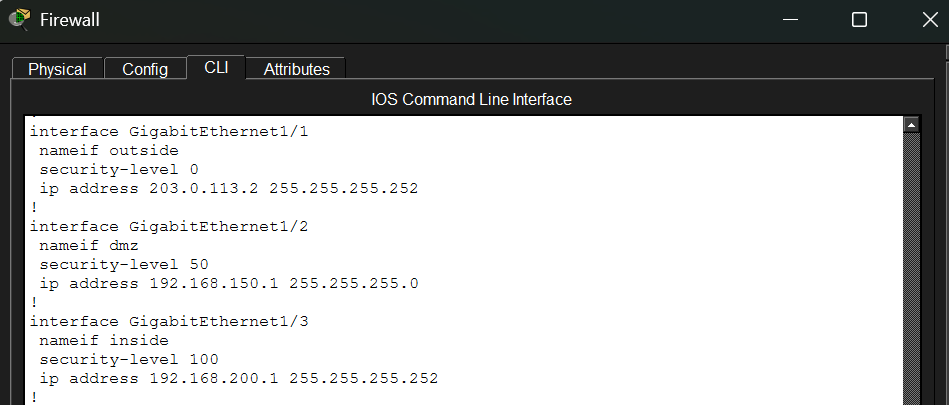 Firewall
Physical Config CLI Attributes
IOS Command Line Interface
interface GigabitEthernet1/1
nameif outside
security-level 0
ip address 203.0.113.2 255.255.255.252
!
interface GigabitEthernet1/2
nameif dmz
security-level 50
ip address 192.168.150.1 255.255.255.0
!
interface GigabitEthernet1/3
nameif inside
security-level 100
ip address 192.168.200.1 255.255.255.252
!